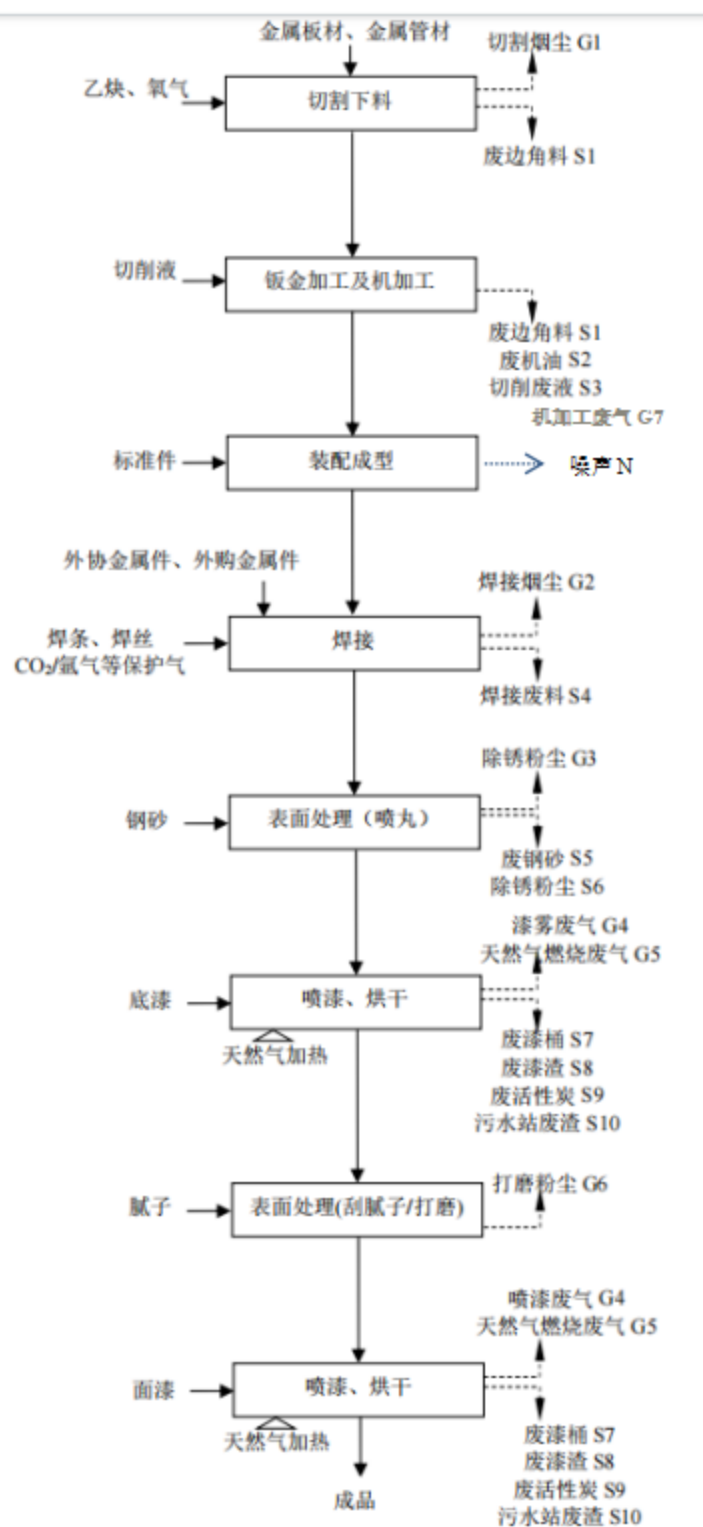 金属板材、金属管材
切割烟尘 G1
乙炔、氧气
切割下料
废边角料 S1
切削液
钣金加工及机加工
废边角料 S1
废机油 S2
切削废液 S3
机加工废气 G7
标准件
装配成型
噪声 N
外协金属件、外购金属件
焊接烟尘 G2
焊条、焊丝
CO₂/氩气等保护气
焊接
焊接废料 S4
除锈粉尘 G3
钢砂
表面处理（喷丸）
废钢砂 S5
除锈粉尘 S6
漆雾废气 G4
天然气燃烧废气 G5
底漆
喷漆、烘干
天然气加热
废漆桶 S7
废漆渣 S8
废活性炭 S9
污水站废渣 S10
打磨粉尘 G6
腻子
表面处理(刮腻子/打磨)
喷漆废气 G4
天然气燃烧废气 G5
面漆
喷漆、烘干
天然气加热
废漆桶 S7
废漆渣 S8
废活性炭 S9
污水站废渣 S10
成品